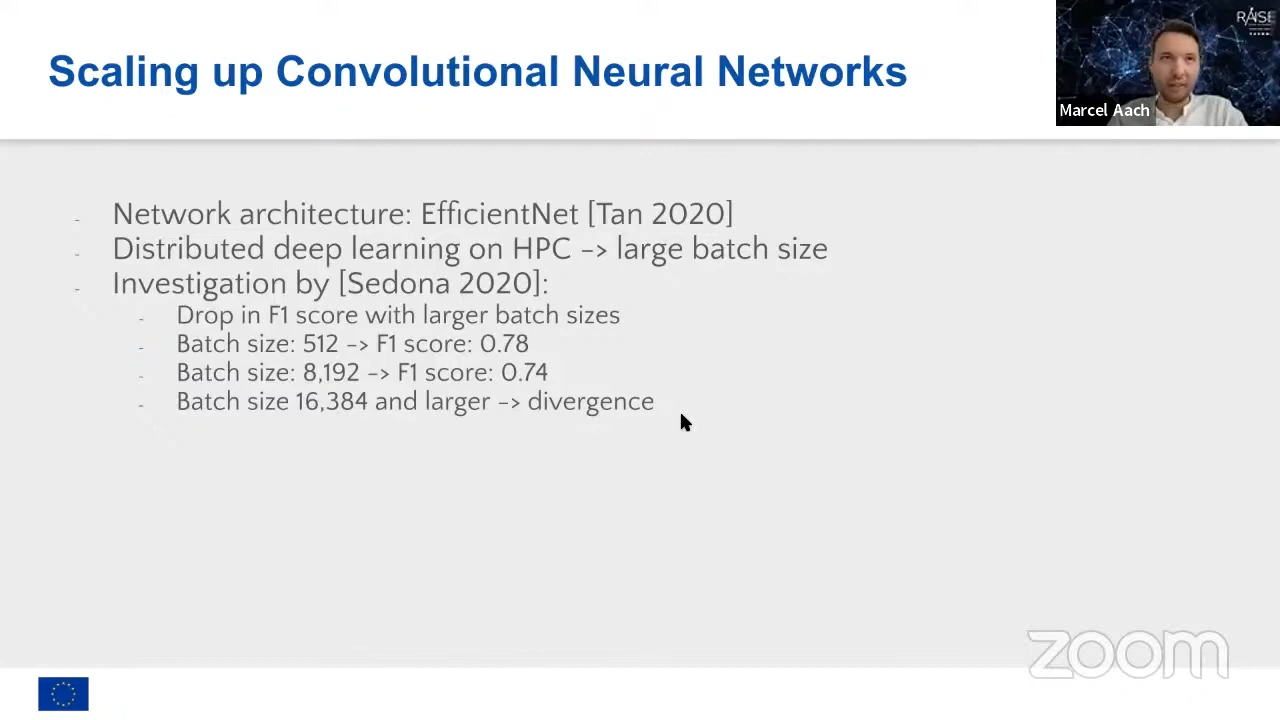 Scaling up Convolutional Neural Networks
RAISE
Marcel Aach
- Network architecture: EfficientNet [Tan 2020]
- Distributed deep learning on HPC -> large batch size
- Investigation by [Sedona 2020]:
- Drop in F1 score with larger batch sizes
- Batch size: 512 -> F1 score: 0.78
- Batch size: 8,192 -> F1 score: 0.74
- Batch size 16,384 and larger -> divergence
zoom